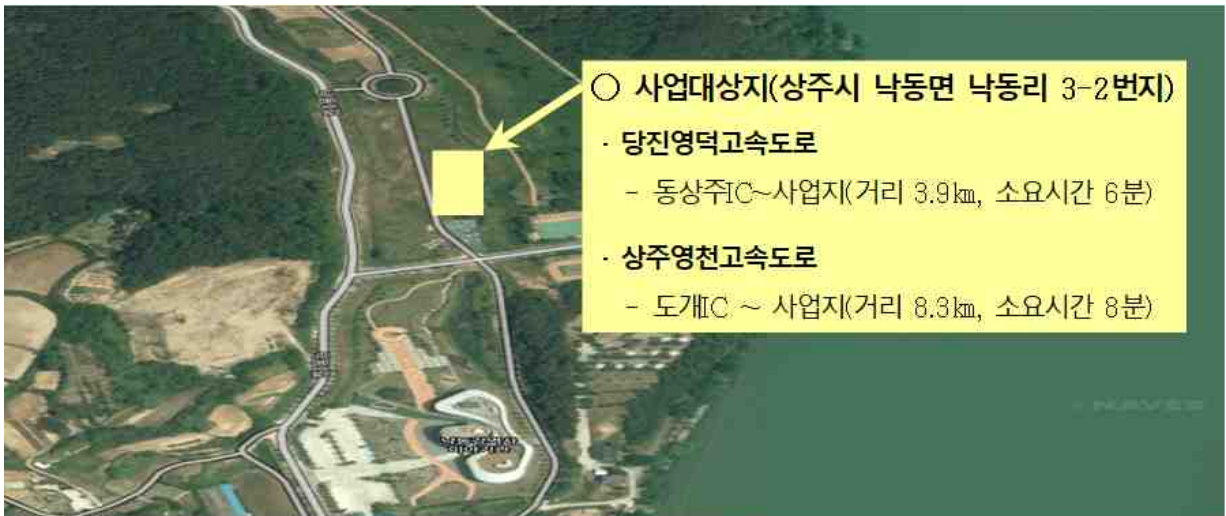 ○ 사업대상지(상주시 낙동면 낙동리 3-2번지)
· 당진영덕고속도로
- 동상주IC~사업지(거리 3.9㎞, 소요시간 6분)
· 상주영천고속도로
- 도개IC ~ 사업지(거리 8.3㎞, 소요시간 8분)
NAVER